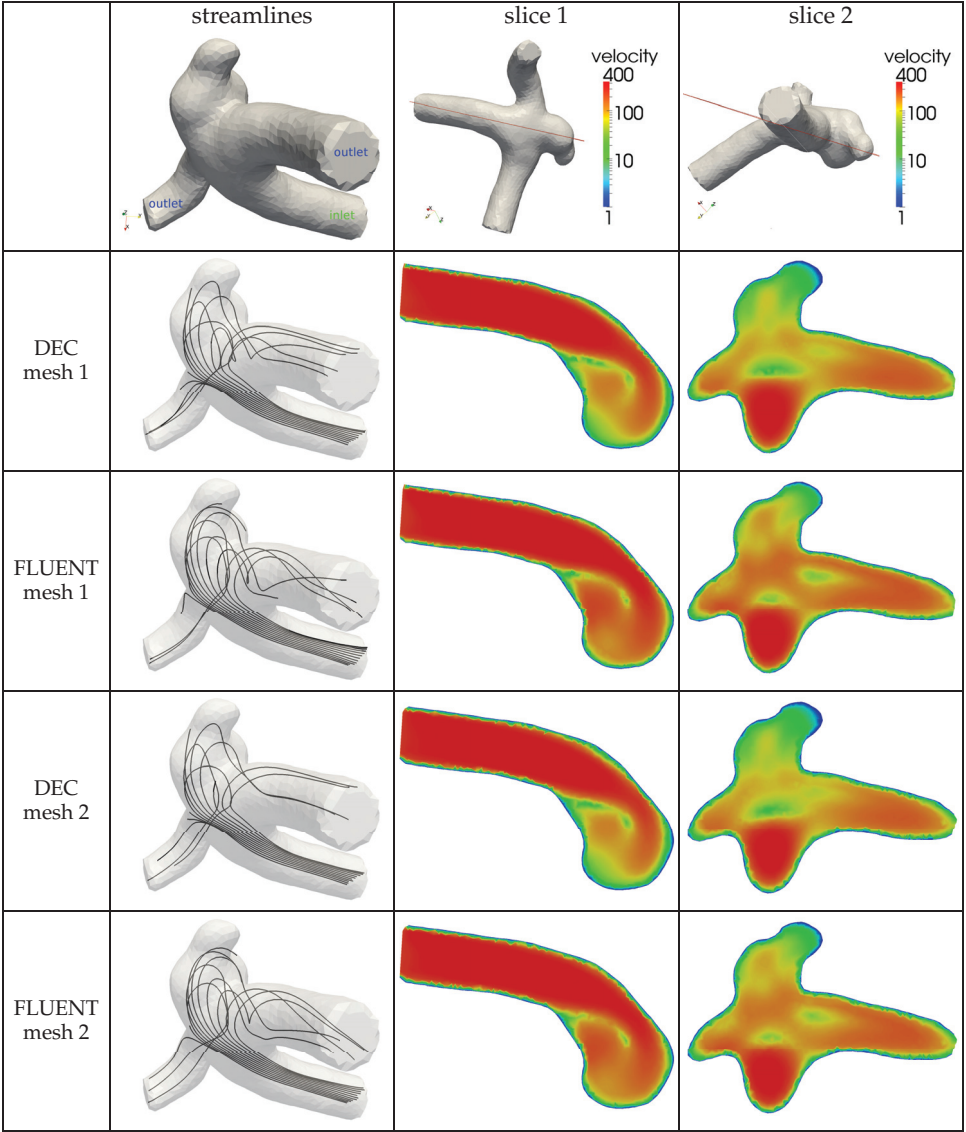 streamlines
slice 1
slice 2
outlet
outlet
inlet
velocity
400
100
10
1
velocity
400
100
10
1
DEC
mesh 1
FLUENT
mesh 1
DEC
mesh 2
FLUENT
mesh 2